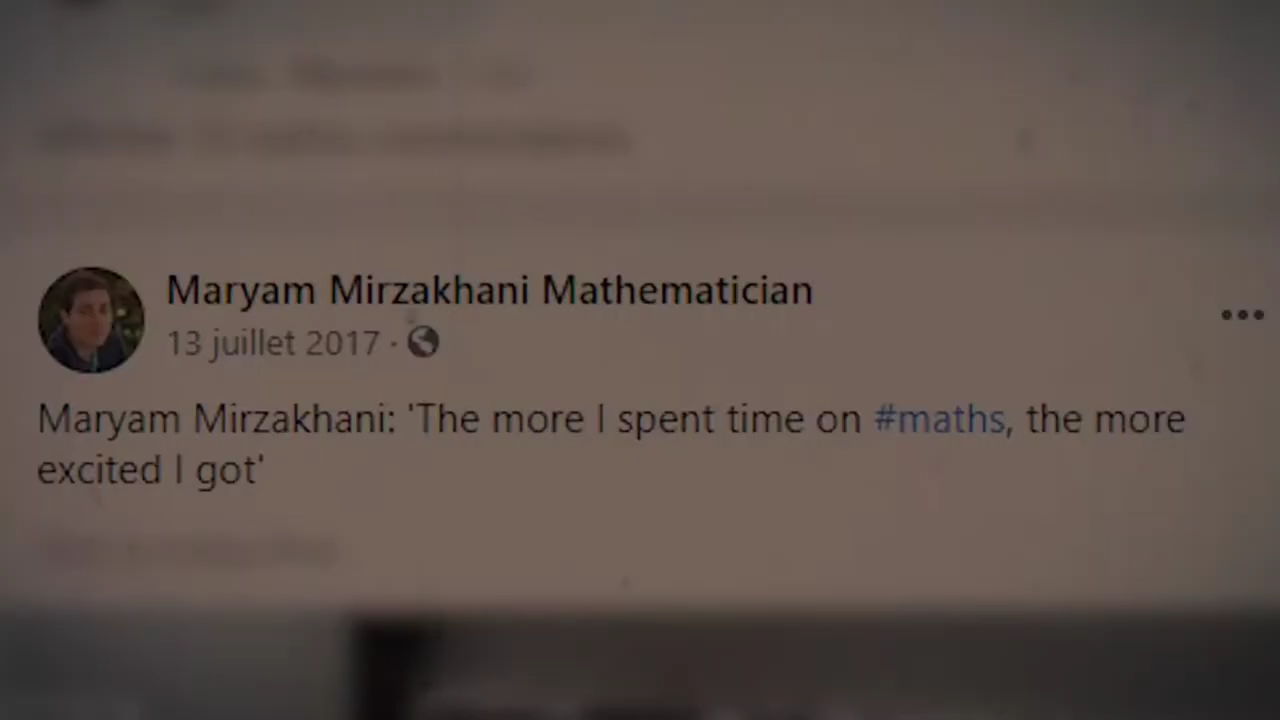 Maryam Mirzakhani Mathematician
13 juillet 2017 ·
Maryam Mirzakhani: 'The more I spent time on #maths, the more
excited I got'